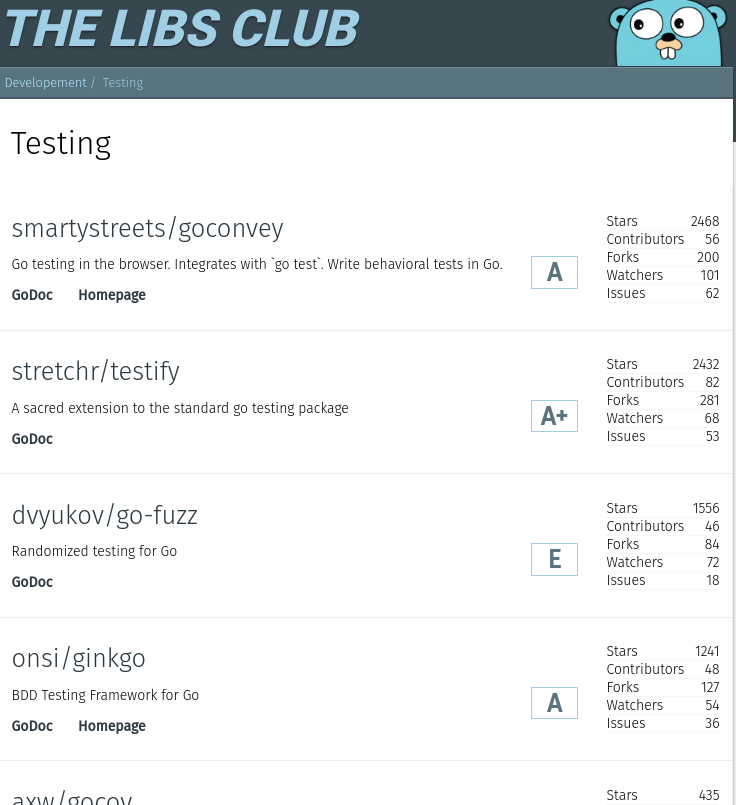 THE LIBS CLUB
Developement / Testing
Testing
smartystreets/goconvey
Go testing in the browser. Integrates with `go test`. Write behavioral tests in Go.
GoDoc Homepage
A
Stars 2468
Contributors 56
Forks 200
Watchers 101
Issues 62
stretchr/testify
A sacred extension to the standard go testing package
GoDoc
A+
Stars 2432
Contributors 82
Forks 281
Watchers 68
Issues 53
dvyukov/go-fuzz
Randomized testing for Go
GoDoc
E
Stars 1556
Contributors 46
Forks 84
Watchers 72
Issues 18
onsi/ginkgo
BDD Testing Framework for Go
GoDoc Homepage
A
Stars 1241
Contributors 48
Forks 127
Watchers 54
Issues 36
axw/gocov
Stars 435